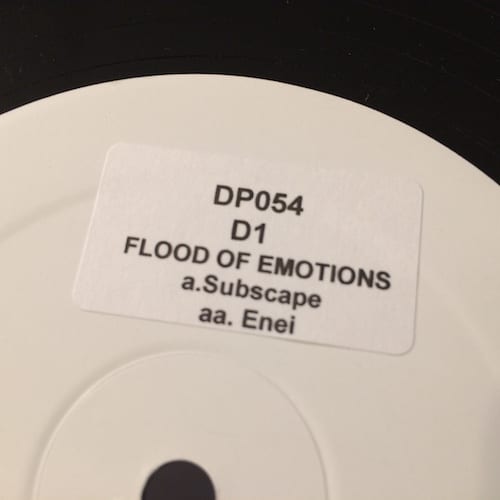 DP054
D1
FLOOD OF EMOTIONS
a.Subscape
aa. Enei